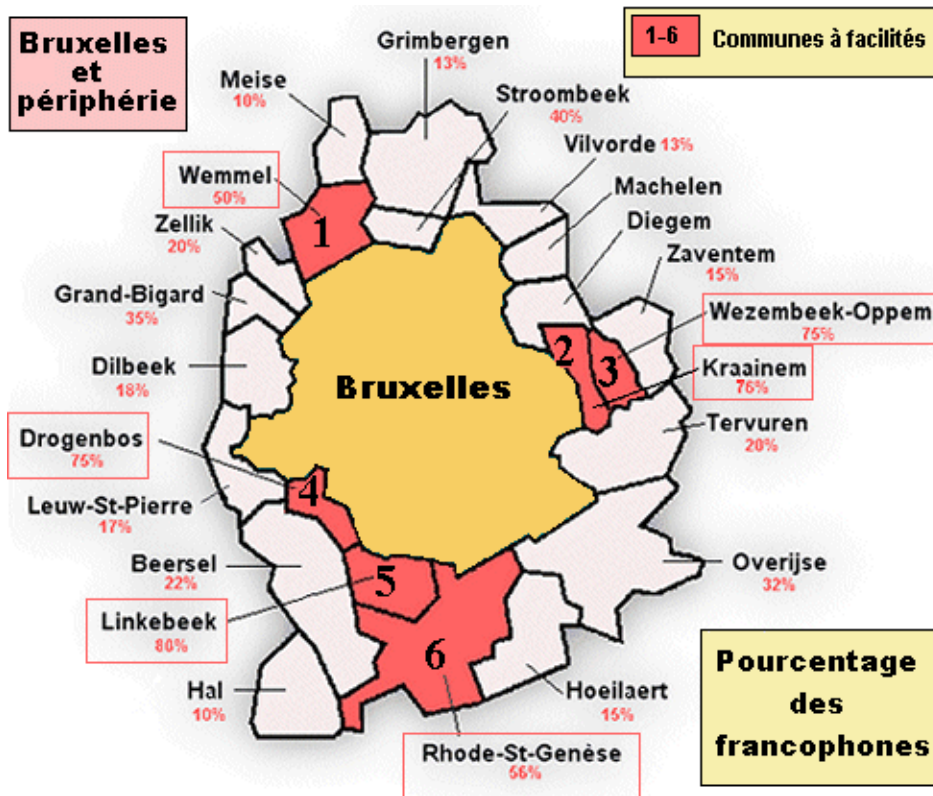 Bruxelles
et
périphérie
1-6 Communes à facilités
Grimbergen
13%
Meise
10%
Stroombeek
40%
Vilvorde 13%
Wemmel
50%
Machelen
Diegem
Zellik
20%
Zaventem
15%
Grand-Bigard
35%
Wezembeek-Oppem
75%
Dilbeek
18%
Kraainem
76%
Bruxelles
Drogenbos
75%
Tervuren
20%
Leuw-St-Pierre
17%
Beersel
22%
Overijse
32%
Linkebeek
80%
Hal
10%
Hoeilaert
15%
Rhode-St-Genèse
56%
1
2
3
4
5
6
Pourcentage
des
francophones